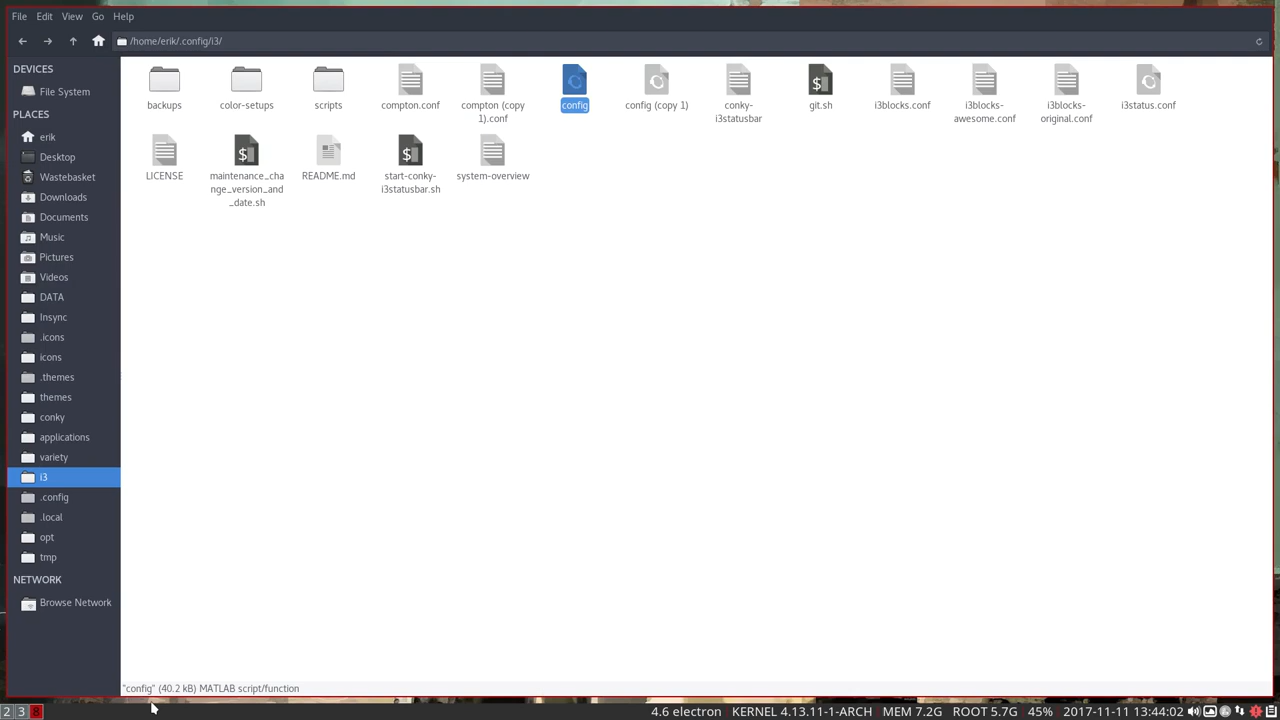 File Edit View Go Help
/home/erik/.config/i3/
DEVICES
File System
PLACES
erik
Desktop
Wastebasket
Downloads
Documents
Music
Pictures
Videos
DATA
Insync
.icons
icons
.themes
themes
conky
applications
variety
i3
.config
.local
opt
tmp
NETWORK
Browse Network
backups
color-setups
scripts
compton.conf
compton (copy
1).conf
config
config (copy 1)
conky-
i3statusbar
git.sh
i3blocks.conf
i3blocks-
awesome.conf
i3blocks-
original.conf
i3status.conf
LICENSE
maintenance_cha
nge_version_and
_date.sh
README.md
start-conky-
i3statusbar.sh
system-overview
"config" (40.2 kB) MATLAB script/function
2 3 8
4.6 electron KERNEL 4.13.11-1-ARCH MEM 7.2G ROOT 5.7G 45% 2017-11-11 13:44:02